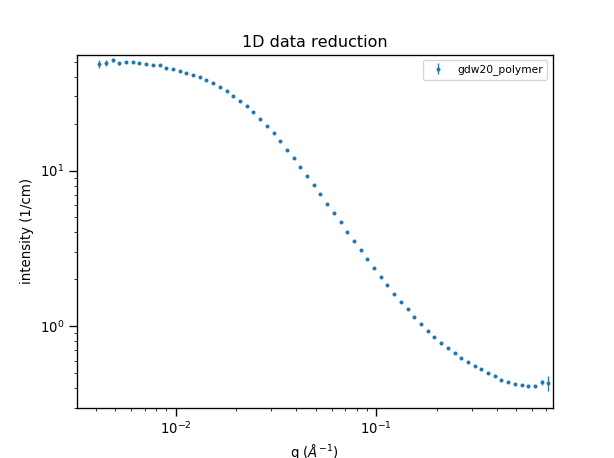 1D data reduction
gdw20_polymer
intensity (1/cm)
10¹
10⁰
10⁻²
10⁻¹
q (Å⁻¹)